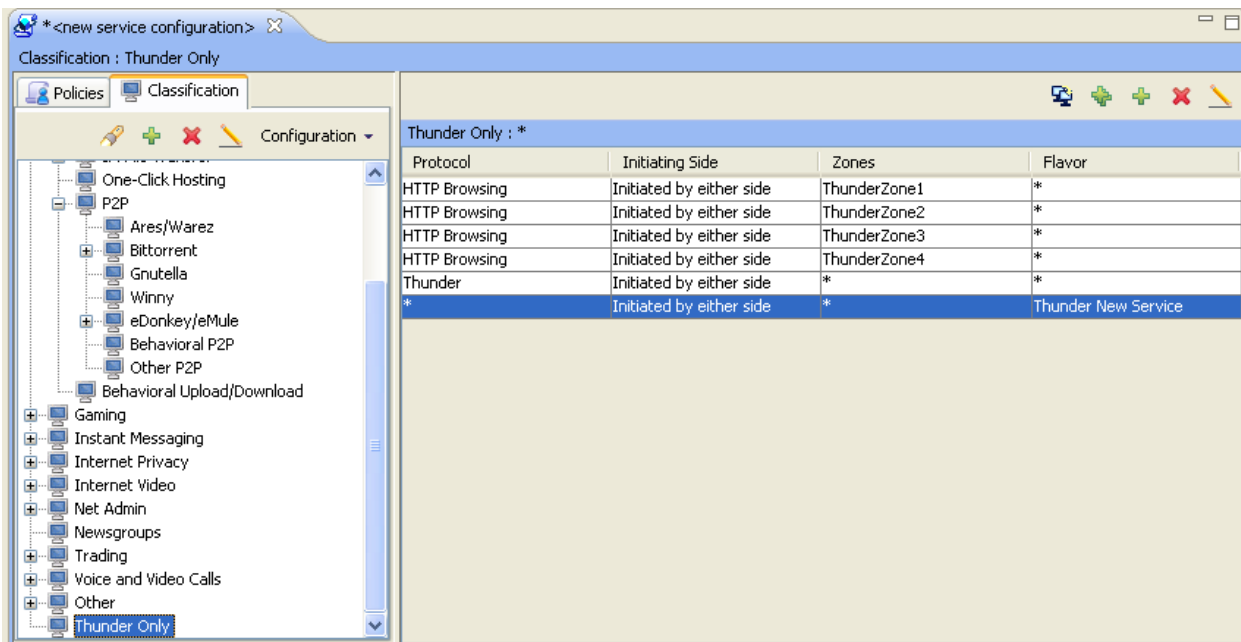 *<new service configuration>
Classification : Thunder Only
Policies
Classification
Configuration
One-Click Hosting
P2P
Ares/Warez
Bittorrent
Gnutella
Winny
eDonkey/eMule
Behavioral P2P
Other P2P
Behavioral Upload/Download
Gaming
Instant Messaging
Internet Privacy
Internet Video
Net Admin
Newsgroups
Trading
Voice and Video Calls
Other
Thunder Only
Thunder Only : *
Protocol Initiating Side Zones Flavor
HTTP Browsing Initiated by either side ThunderZone1 *
HTTP Browsing Initiated by either side ThunderZone2 *
HTTP Browsing Initiated by either side ThunderZone3 *
HTTP Browsing Initiated by either side ThunderZone4 *
Thunder Initiated by either side * *
* Initiated by either side * Thunder New Service